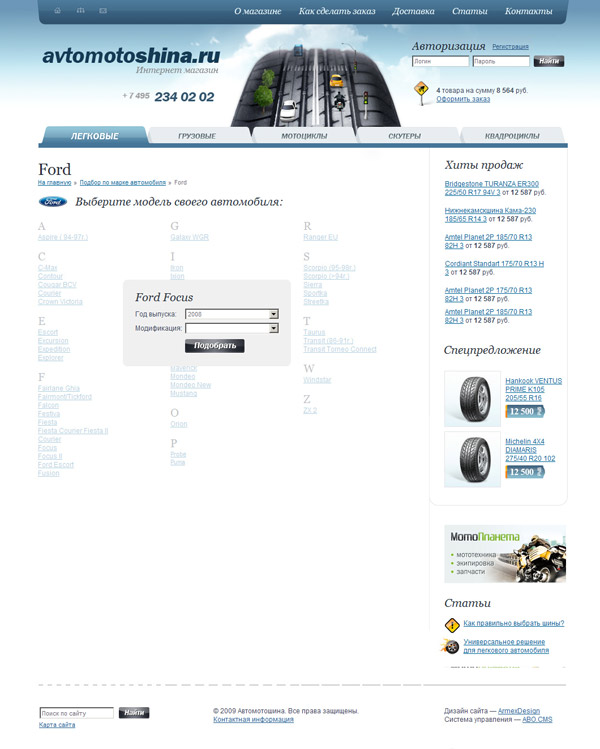 О магазине Как сделать заказ Доставка Статьи Контакты
avtomotoshina.ru
Интернет магазин
+ 7 495 234 02 02
Авторизация Регистрация
Логин Пароль Найти
4 товара на сумму 8 564 руб.
Оформить заказ
ЛЕГКОВЫЕ ГРУЗОВЫЕ МОТОЦИКЛЫ СКУТЕРЫ КВАДРОЦИКЛЫ
Ford
На главную » Подбор по марке автомобиля » Ford
Ford Выберите модель своего автомобиля:
A
Aspire ( 94-97г.)
C
C-Max
Contour
Cougar BCV
Courier
Crown Victoria
E
Escort
Excursion
Expedition
Explorer
F
Fairlane Ghia
Fairmont/Tickford
Falcon
Festiva
Fiesta
Fiesta Courier Fiesta II
Courier
Focus
Focus II
Ford Escort
Fusion
G
Galaxi WGR
I
Ikon
Maverick
Mondeo
Mondeo New
Mustang
O
Orion
P
Probe
Puma
R
Ranger EU
S
Scorpio (95-98г.)
Scorpio (>94г.)
Sierra
Sportka
Streetka
T
Taurus
Transit (85-91г.)
Transit Torneo Connect
W
Windstar
Z
ZX 2
Ford Focus
Год выпуска: 2008
Модификация:
Подобрать
Хиты продаж
Bridgestone TURANZA ER300
225/50 R17 94V 3 от 12 587 руб.
Нижнекамскшина Кама-230
185/65 R14 3 от 12 587 руб.
Amtel Planet 2P 185/70 R13
82H 3 от 12 587 руб.
Cordiant Standart 175/70 R13 H
3 от 12 587 руб.
Amtel Planet 2P 185/70 R13
82H 3 от 12 587 руб.
Amtel Planet 2P 185/70 R13
82H 3 от 12 587 руб.
Спецпредложение
Hankook VENTUS
PRIME K105
205/55 R16
12 500
Michelin 4X4
DIAMARIS
275/40 R20 102
12 500
МотоПланета
• мототехника
• экипировка
• запчасти
Статьи
Как правильно выбрать шины?
Универсальное решение
для легкового автомобиля
Поиск по сайту Найти
Карта сайта
© 2009 Автомотошина. Все права защищены.
Контактная информация
Дизайн сайта — ArmexDesign
Система управления — ABO.CMS